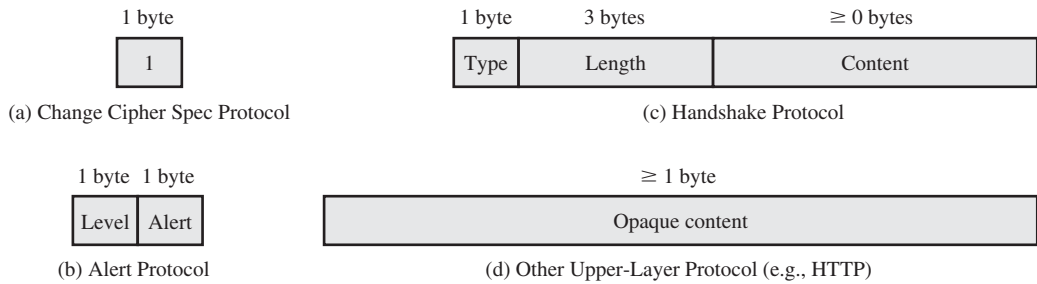 1 byte
1
(a) Change Cipher Spec Protocol
1 byte 3 bytes ≥ 0 bytes
Type Length Content
(c) Handshake Protocol
1 byte 1 byte
Level Alert
(b) Alert Protocol
≥ 1 byte
Opaque content
(d) Other Upper-Layer Protocol (e.g., HTTP)